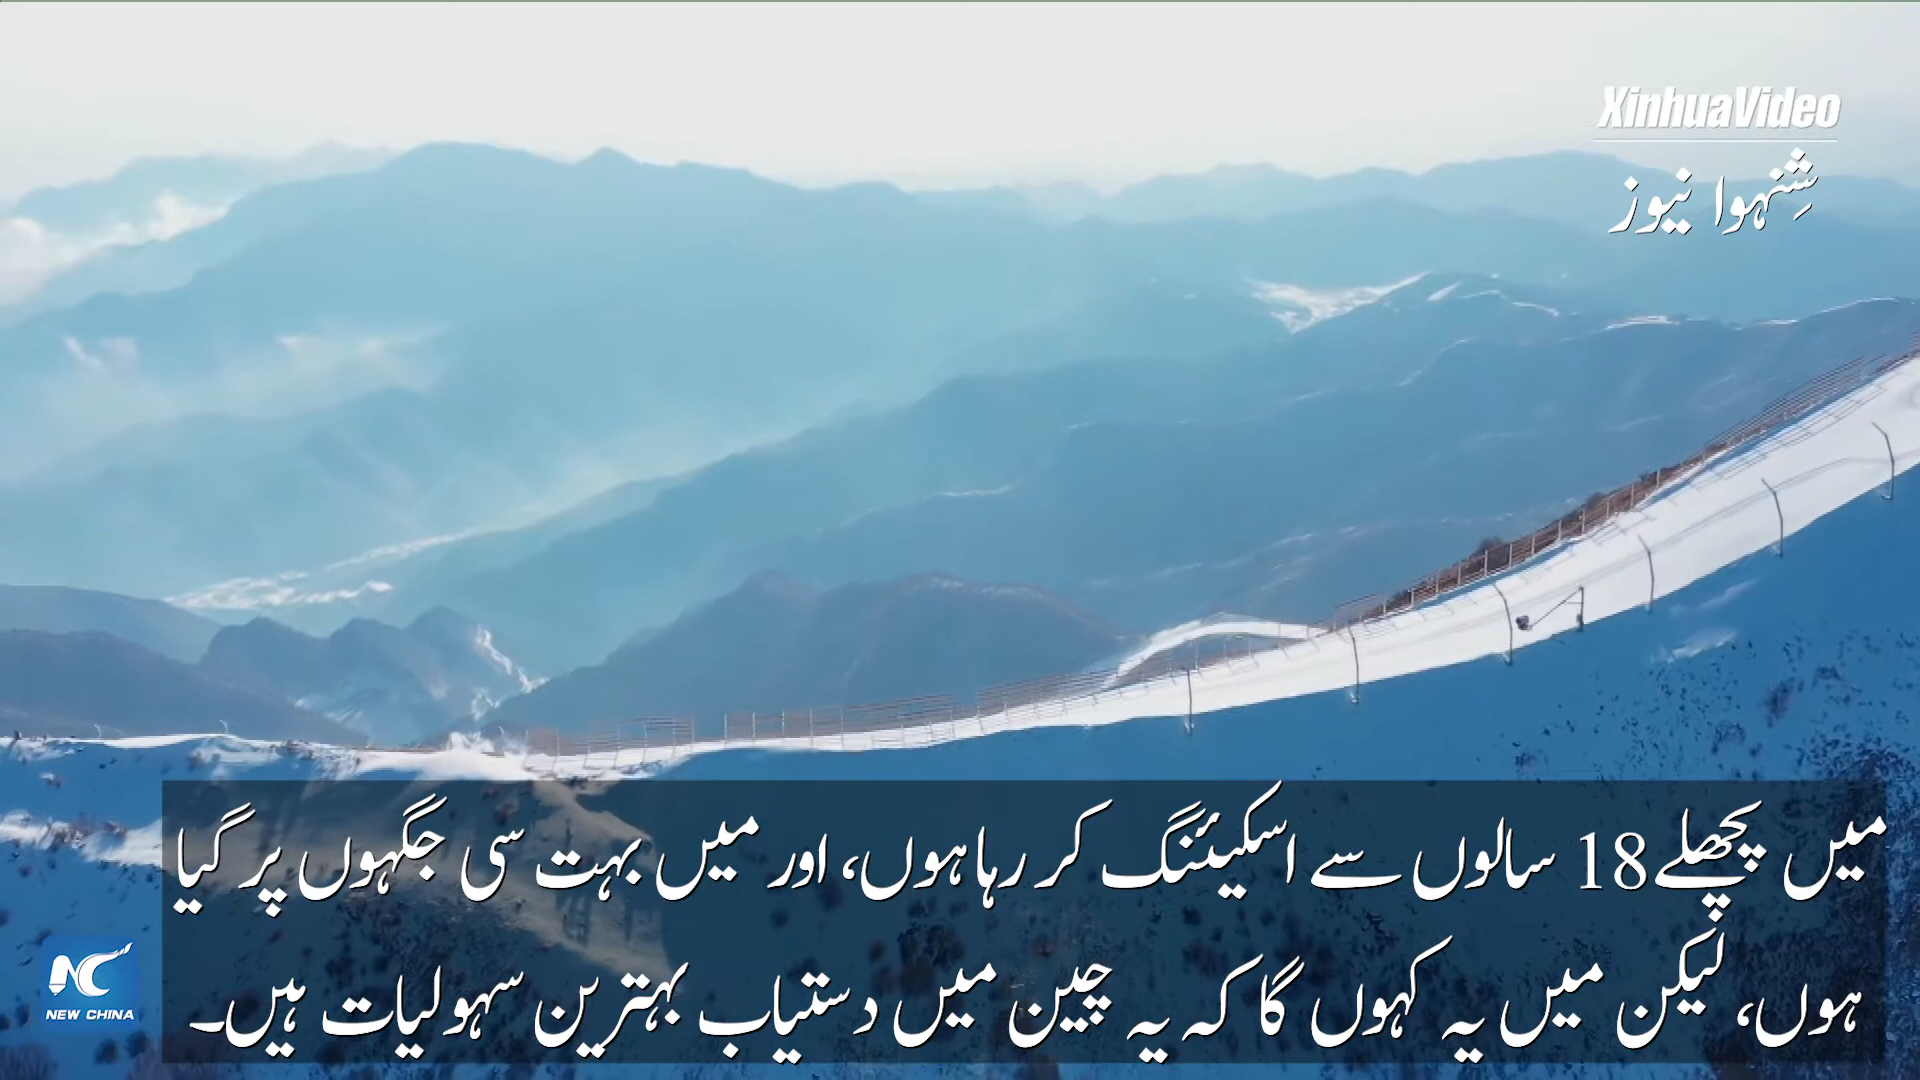 XinhuaVideo
شِنہوا نیوز
میں پچھلے 18 سالوں سے اسکیئنگ کر رہا ہوں، اور میں بہت سی جگہوں پر گیا
ہوں، لیکن میں یہ کہوں گا کہ یہ چین میں دستیاب بہترین سہولیات ہیں۔
NC
NEW CHINA